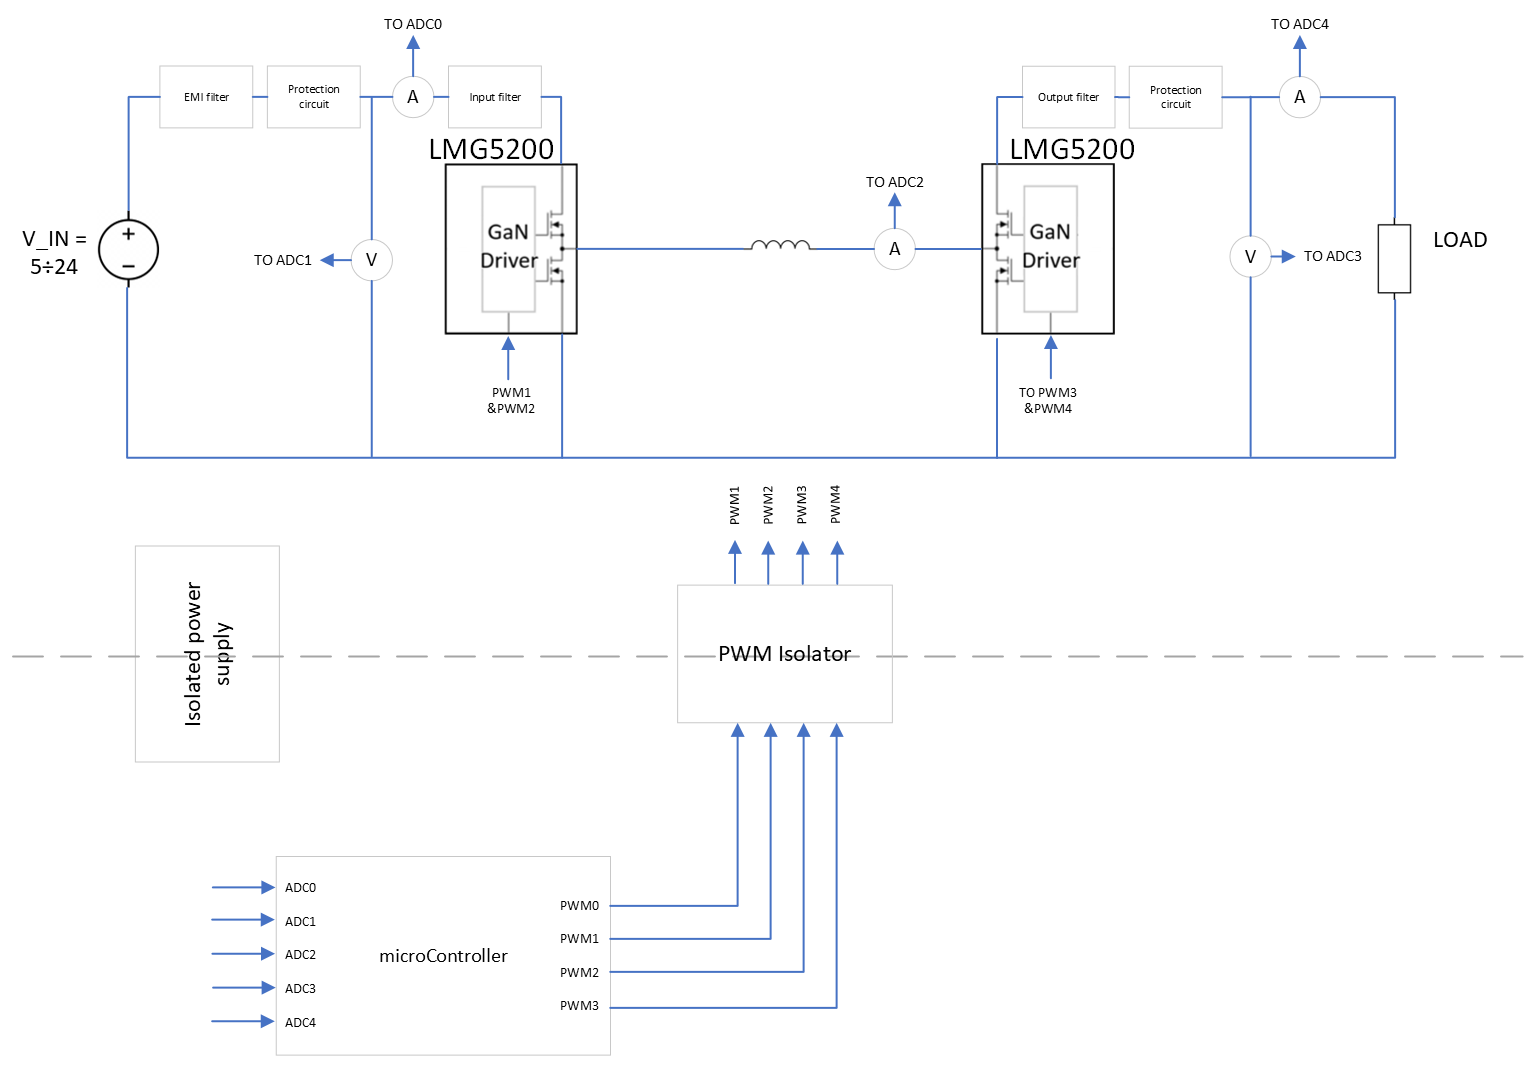 TO ADC0
TO ADC4
EMI filter
Protection
circuit
A
Input filter
Output filter
Protection
circuit
A
LMG5200
LMG5200
TO ADC2
V_IN =
5÷24
+
−
TO ADC1
V
GaN
Driver
A
GaN
Driver
V
TO ADC3
LOAD
PWM1
&PWM2
TO PWM3
&PWM4
PWM1
PWM2
PWM3
PWM4
Isolated power
supply
PWM Isolator
ADC0
ADC1
ADC2
ADC3
ADC4
microController
PWM0
PWM1
PWM2
PWM3